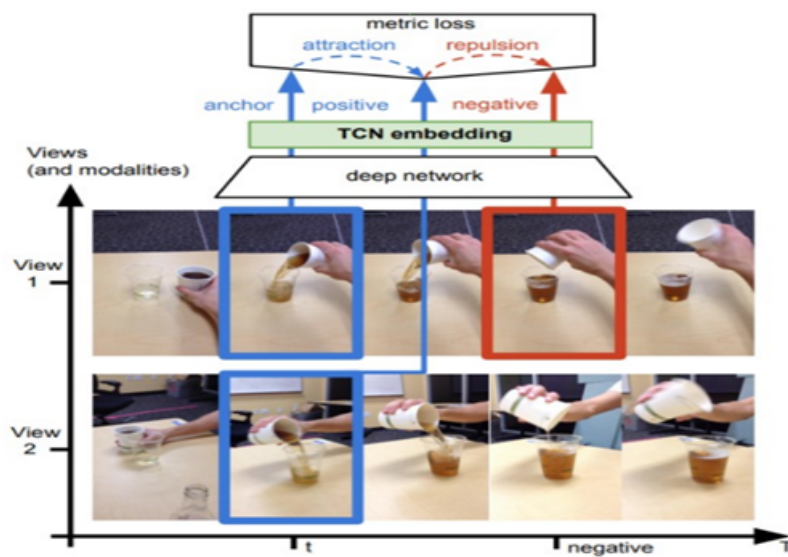 metric loss
attraction
repulsion
anchor
positive
negative
TCN embedding
Views
(and modalities)
deep network
View
1
View
2
t
negative
T